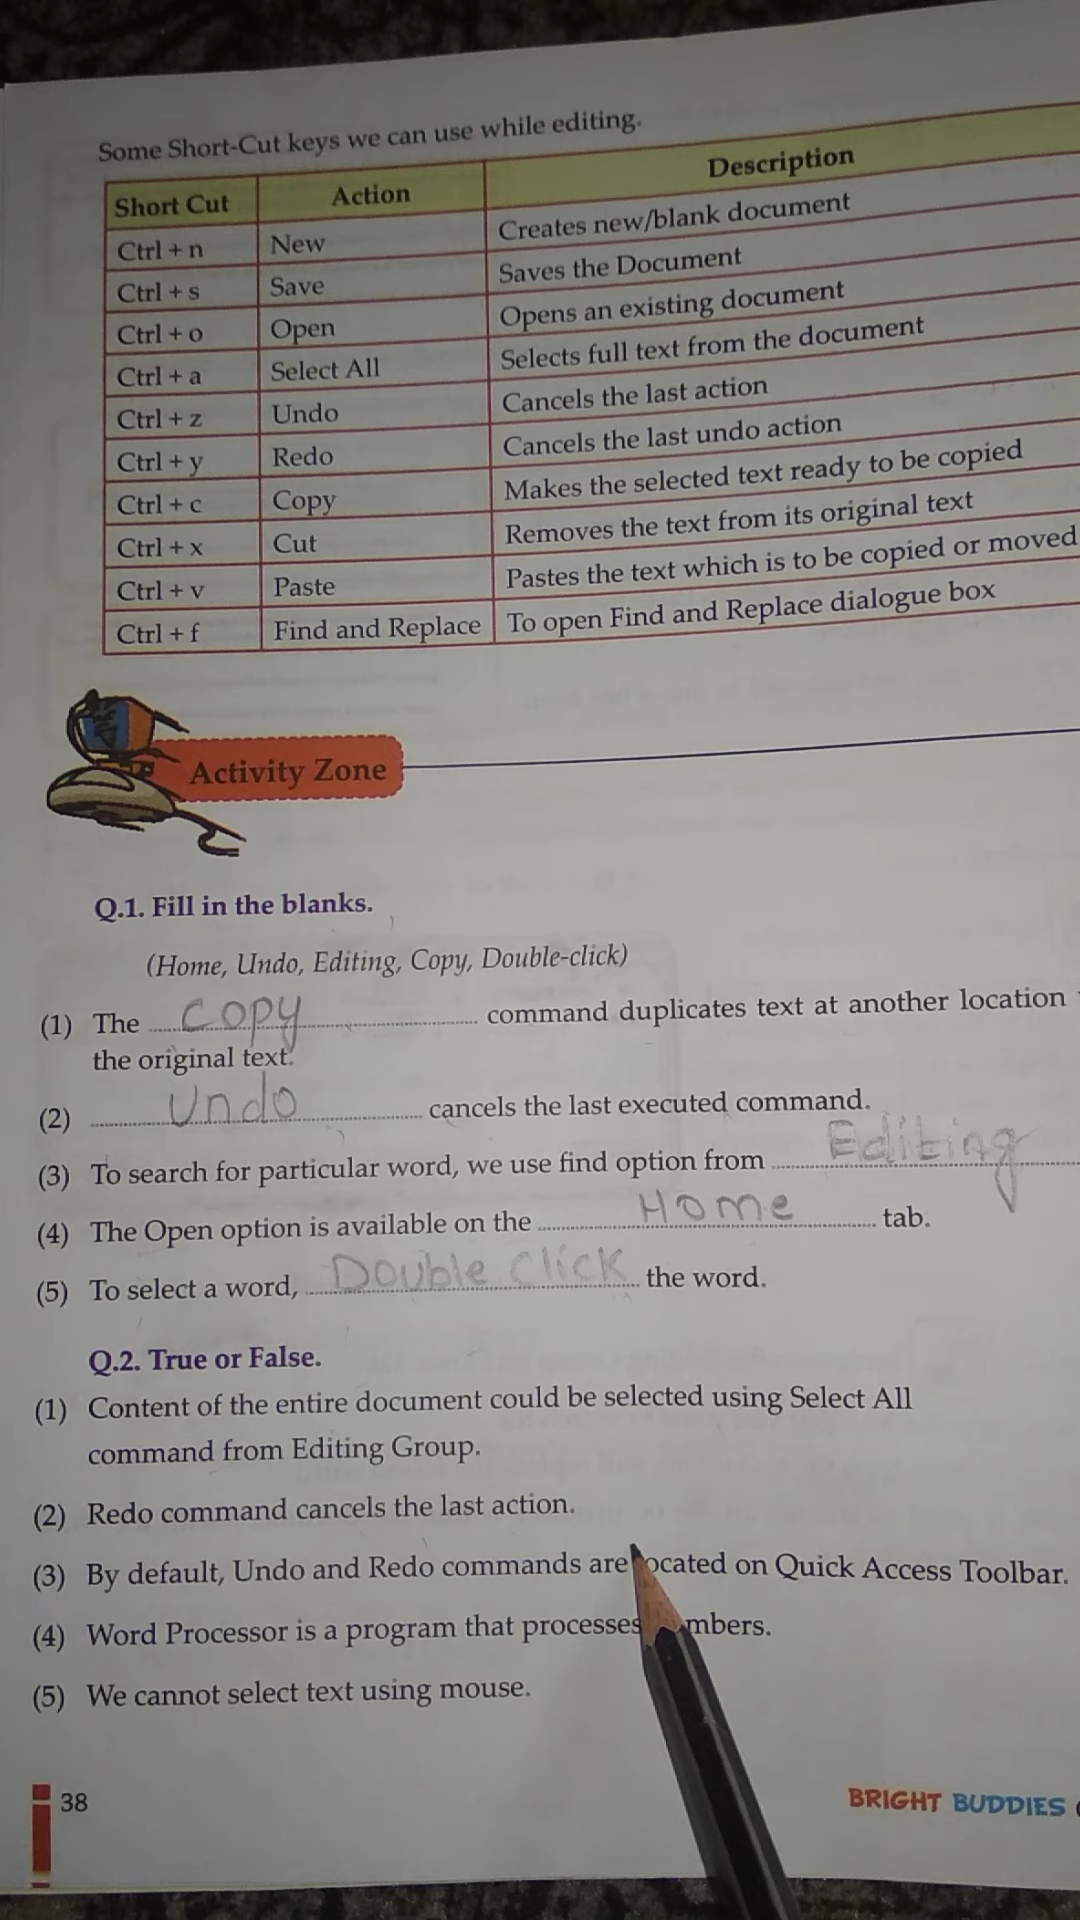 Some Short-Cut keys we can use while editing.
Short Cut Action Description
Ctrl + n New Creates new/blank document
Ctrl + s Save Saves the Document
Ctrl + o Open Opens an existing document
Ctrl + a Select All Selects full text from the document
Ctrl + z Undo Cancels the last action
Ctrl + y Redo Cancels the last undo action
Ctrl + c Copy Makes the selected text ready to be copied
Ctrl + x Cut Removes the text from its original text
Ctrl + v Paste Pastes the text which is to be copied or moved
Ctrl + f Find and Replace To open Find and Replace dialogue box
Activity Zone
Q.1. Fill in the blanks.
(Home, Undo, Editing, Copy, Double-click)
(1) The Copy command duplicates text at another location
the original text.
(2) Undo cancels the last executed command.
(3) To search for particular word, we use find option from Editing
(4) The Open option is available on the Home tab.
(5) To select a word, Double Click the word.
Q.2. True or False.
(1) Content of the entire document could be selected using Select All
command from Editing Group.
(2) Redo command cancels the last action.
(3) By default, Undo and Redo commands are located on Quick Access Toolbar.
(4) Word Processor is a program that processes mbers.
(5) We cannot select text using mouse.
38
BRIGHT BUDDIES